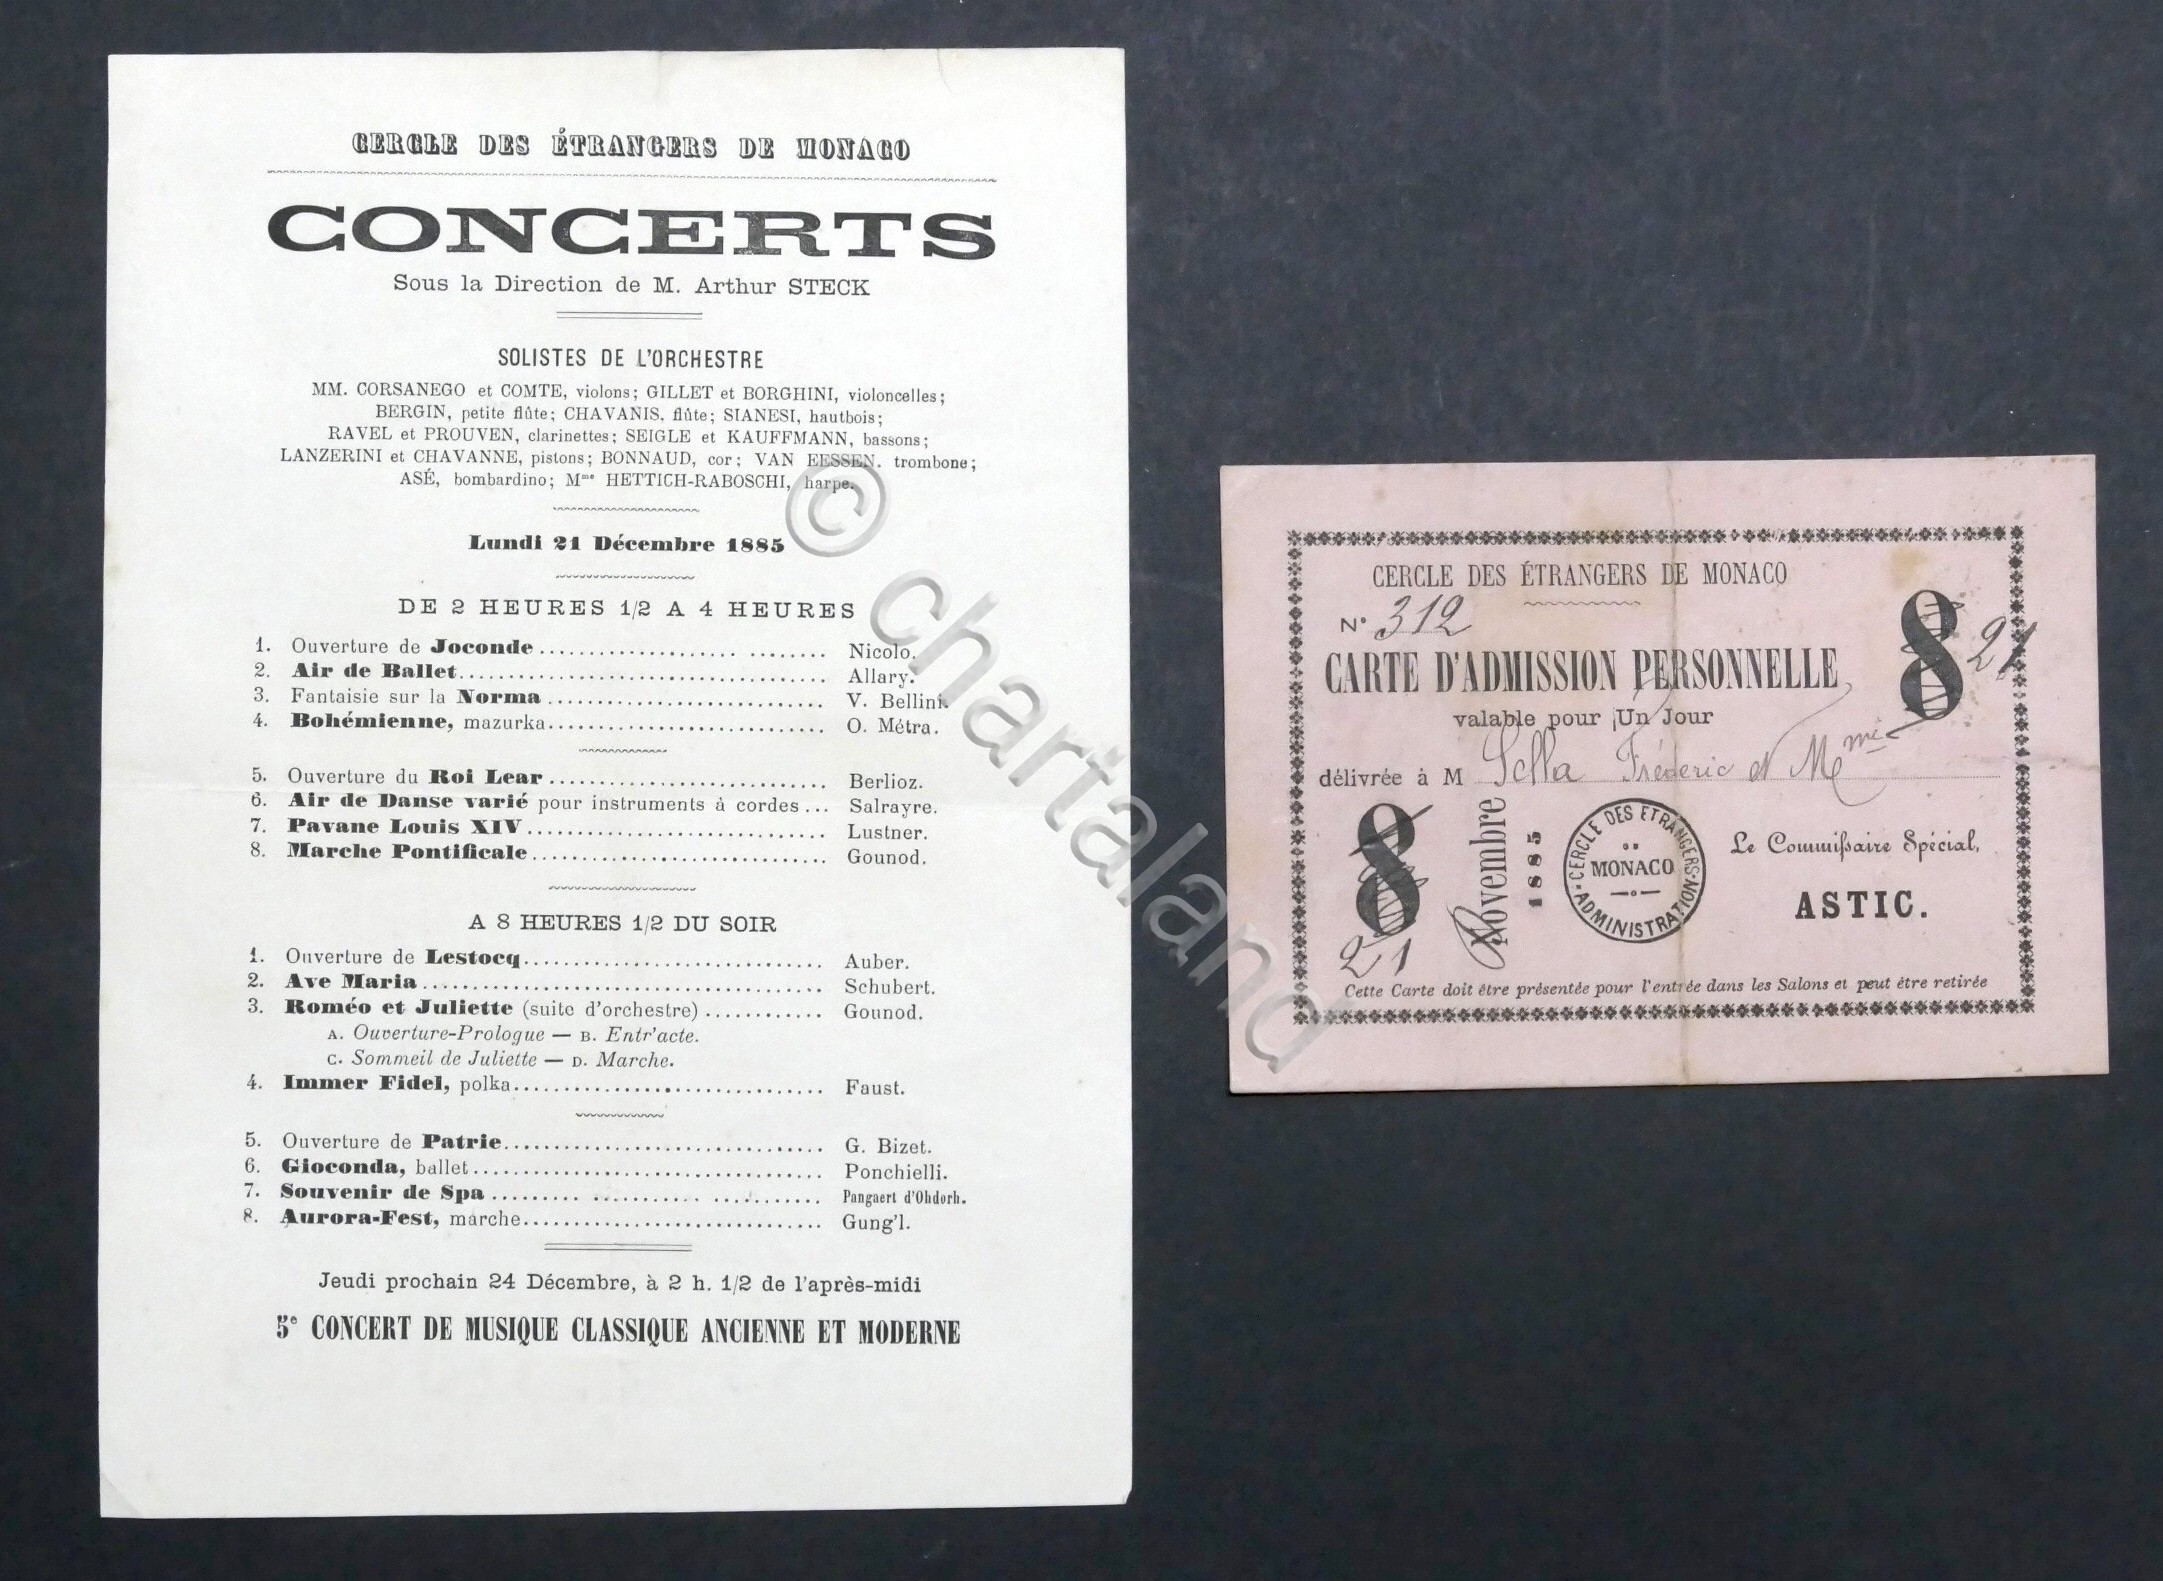 CERCLE DES ÉTRANGERS DE MONACO
CONCERTS
Sous la Direction de M. Arthur STECK
SOLISTES DE L'ORCHESTRE
MM. CORSANEGO et COMTE, violons; GILLET et BORGHINI, violoncelles;
BERGIN, petite flûte; CHAVANIS, flûte; SIANESI, hautbois;
RAVEL et PROUVEN, clarinettes; SEIGLE et KAUFFMANN, bassons;
LANZERINI et CHAVANNE, pistons; BONNAUD, cor; VAN EESSEN. trombone;
ASÉ, bombardino; Mme HETTICH-RABOSCHI, harpe.
Lundi 21 Décembre 1885
DE 2 HEURES 1/2 A 4 HEURES
1. Ouverture de Joconde ........ Nicolo.
2. Air de Ballet ........ Allary.
3. Fantaisie sur la Norma ........ V. Bellini.
4. Bohémienne, mazurka ........ O. Métra.
5. Ouverture du Roi Lear ........ Berlioz.
6. Air de Danse varié pour instruments à cordes ... Salrayre.
7. Pavane Louis XIV ........ Lustner.
8. Marche Pontificale ........ Gounod.
A 8 HEURES 1/2 DU SOIR
1. Ouverture de Lestocq ........ Auber.
2. Ave Maria ........ Schubert.
3. Roméo et Juliette (suite d'orchestre) ........ Gounod.
A. Ouverture-Prologue — B. Entr'acte.
C. Sommeil de Juliette — D. Marche.
4. Immer Fidel, polka ........ Faust.
5. Ouverture de Patrie ........ G. Bizet.
6. Gioconda, ballet ........ Ponchielli.
7. Souvenir de Spa ........ Pangaert d'Ohdorh.
8. Aurora-Fest, marche ........ Gung'l.
Jeudi prochain 24 Décembre, à 2 h. 1/2 de l'après-midi
5e CONCERT DE MUSIQUE CLASSIQUE ANCIENNE ET MODERNE
© chartaland
CERCLE DES ÉTRANGERS DE MONACO
N° 312
8 21
CARTE D'ADMISSION PERSONNELLE
valable pour Un Jour
délivrée à M Sella Fréderic et Mme
8 21
Novembre 1885
CERCLE DES ETRANGERS
MONACO
ADMINISTRATION
Le Commissaire Spécial,
ASTIC.
Cette Carte doit être présentée pour l'entrée dans les Salons et peut être retirée